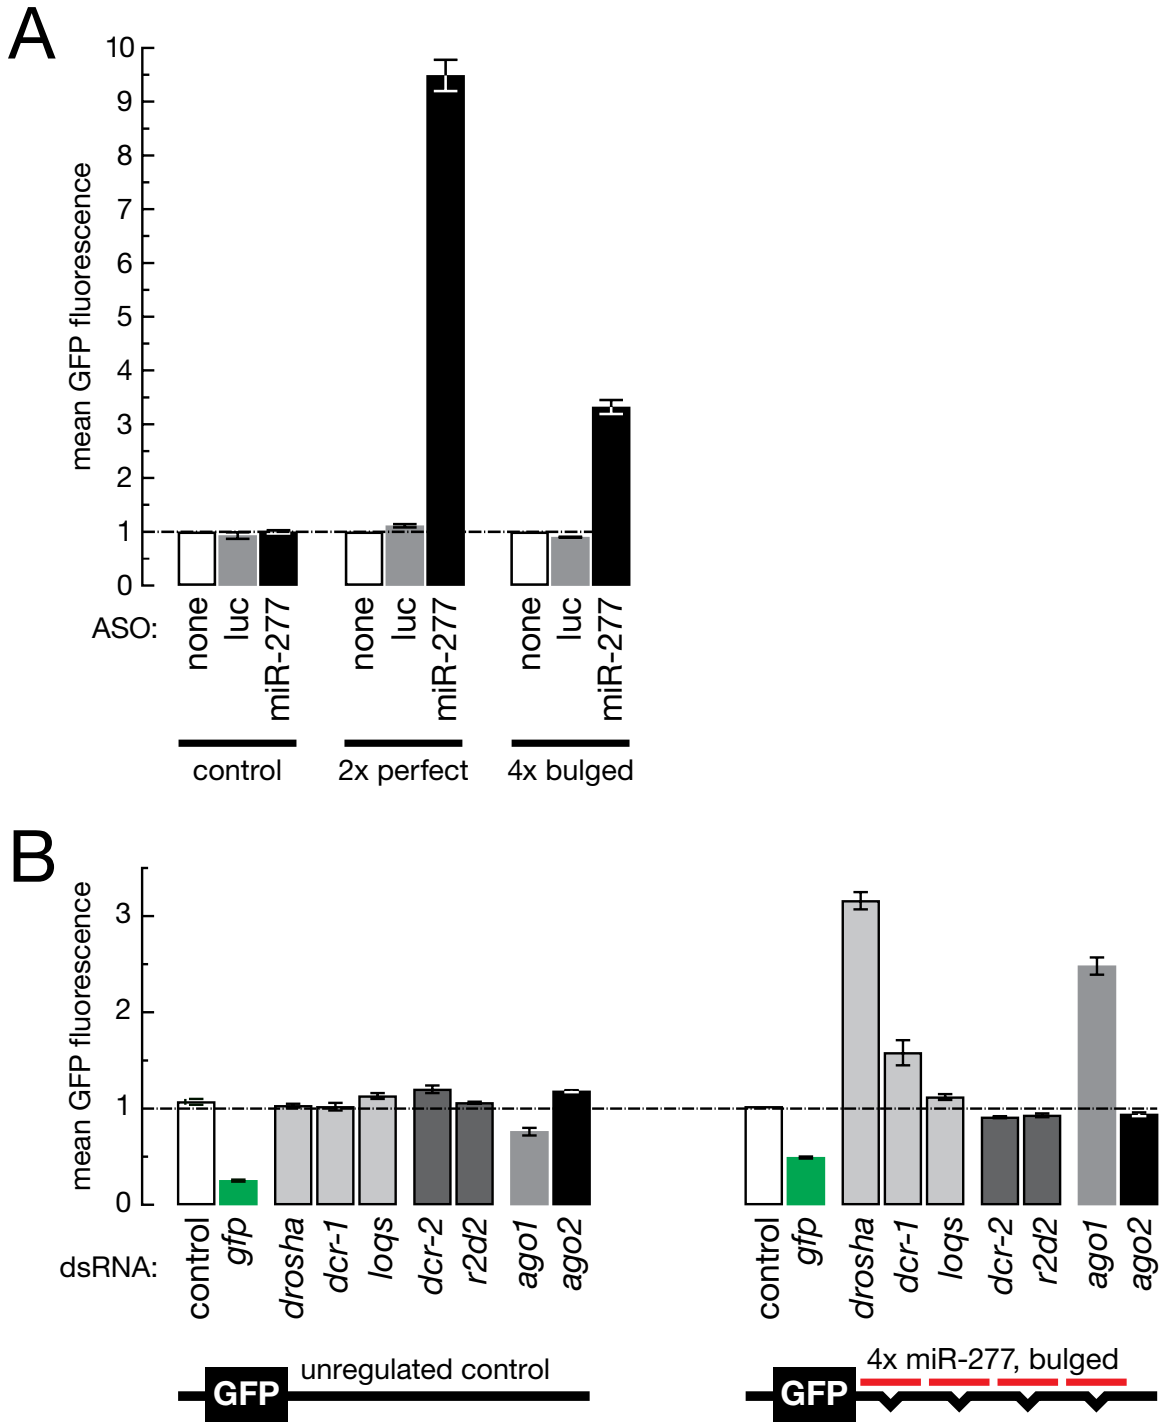 A
10
9
8
7
6
5
4
3
2
1
0
mean GFP fluorescence
ASO:
none
luc
miR-277
none
luc
miR-277
none
luc
miR-277
control
2x perfect
4x bulged
B
3
2
1
0
mean GFP fluorescence
dsRNA:
control
gfp
drosha
dcr-1
loqs
dcr-2
r2d2
ago1
ago2
control
gfp
drosha
dcr-1
loqs
dcr-2
r2d2
ago1
ago2
GFP
unregulated control
GFP
4x miR-277, bulged